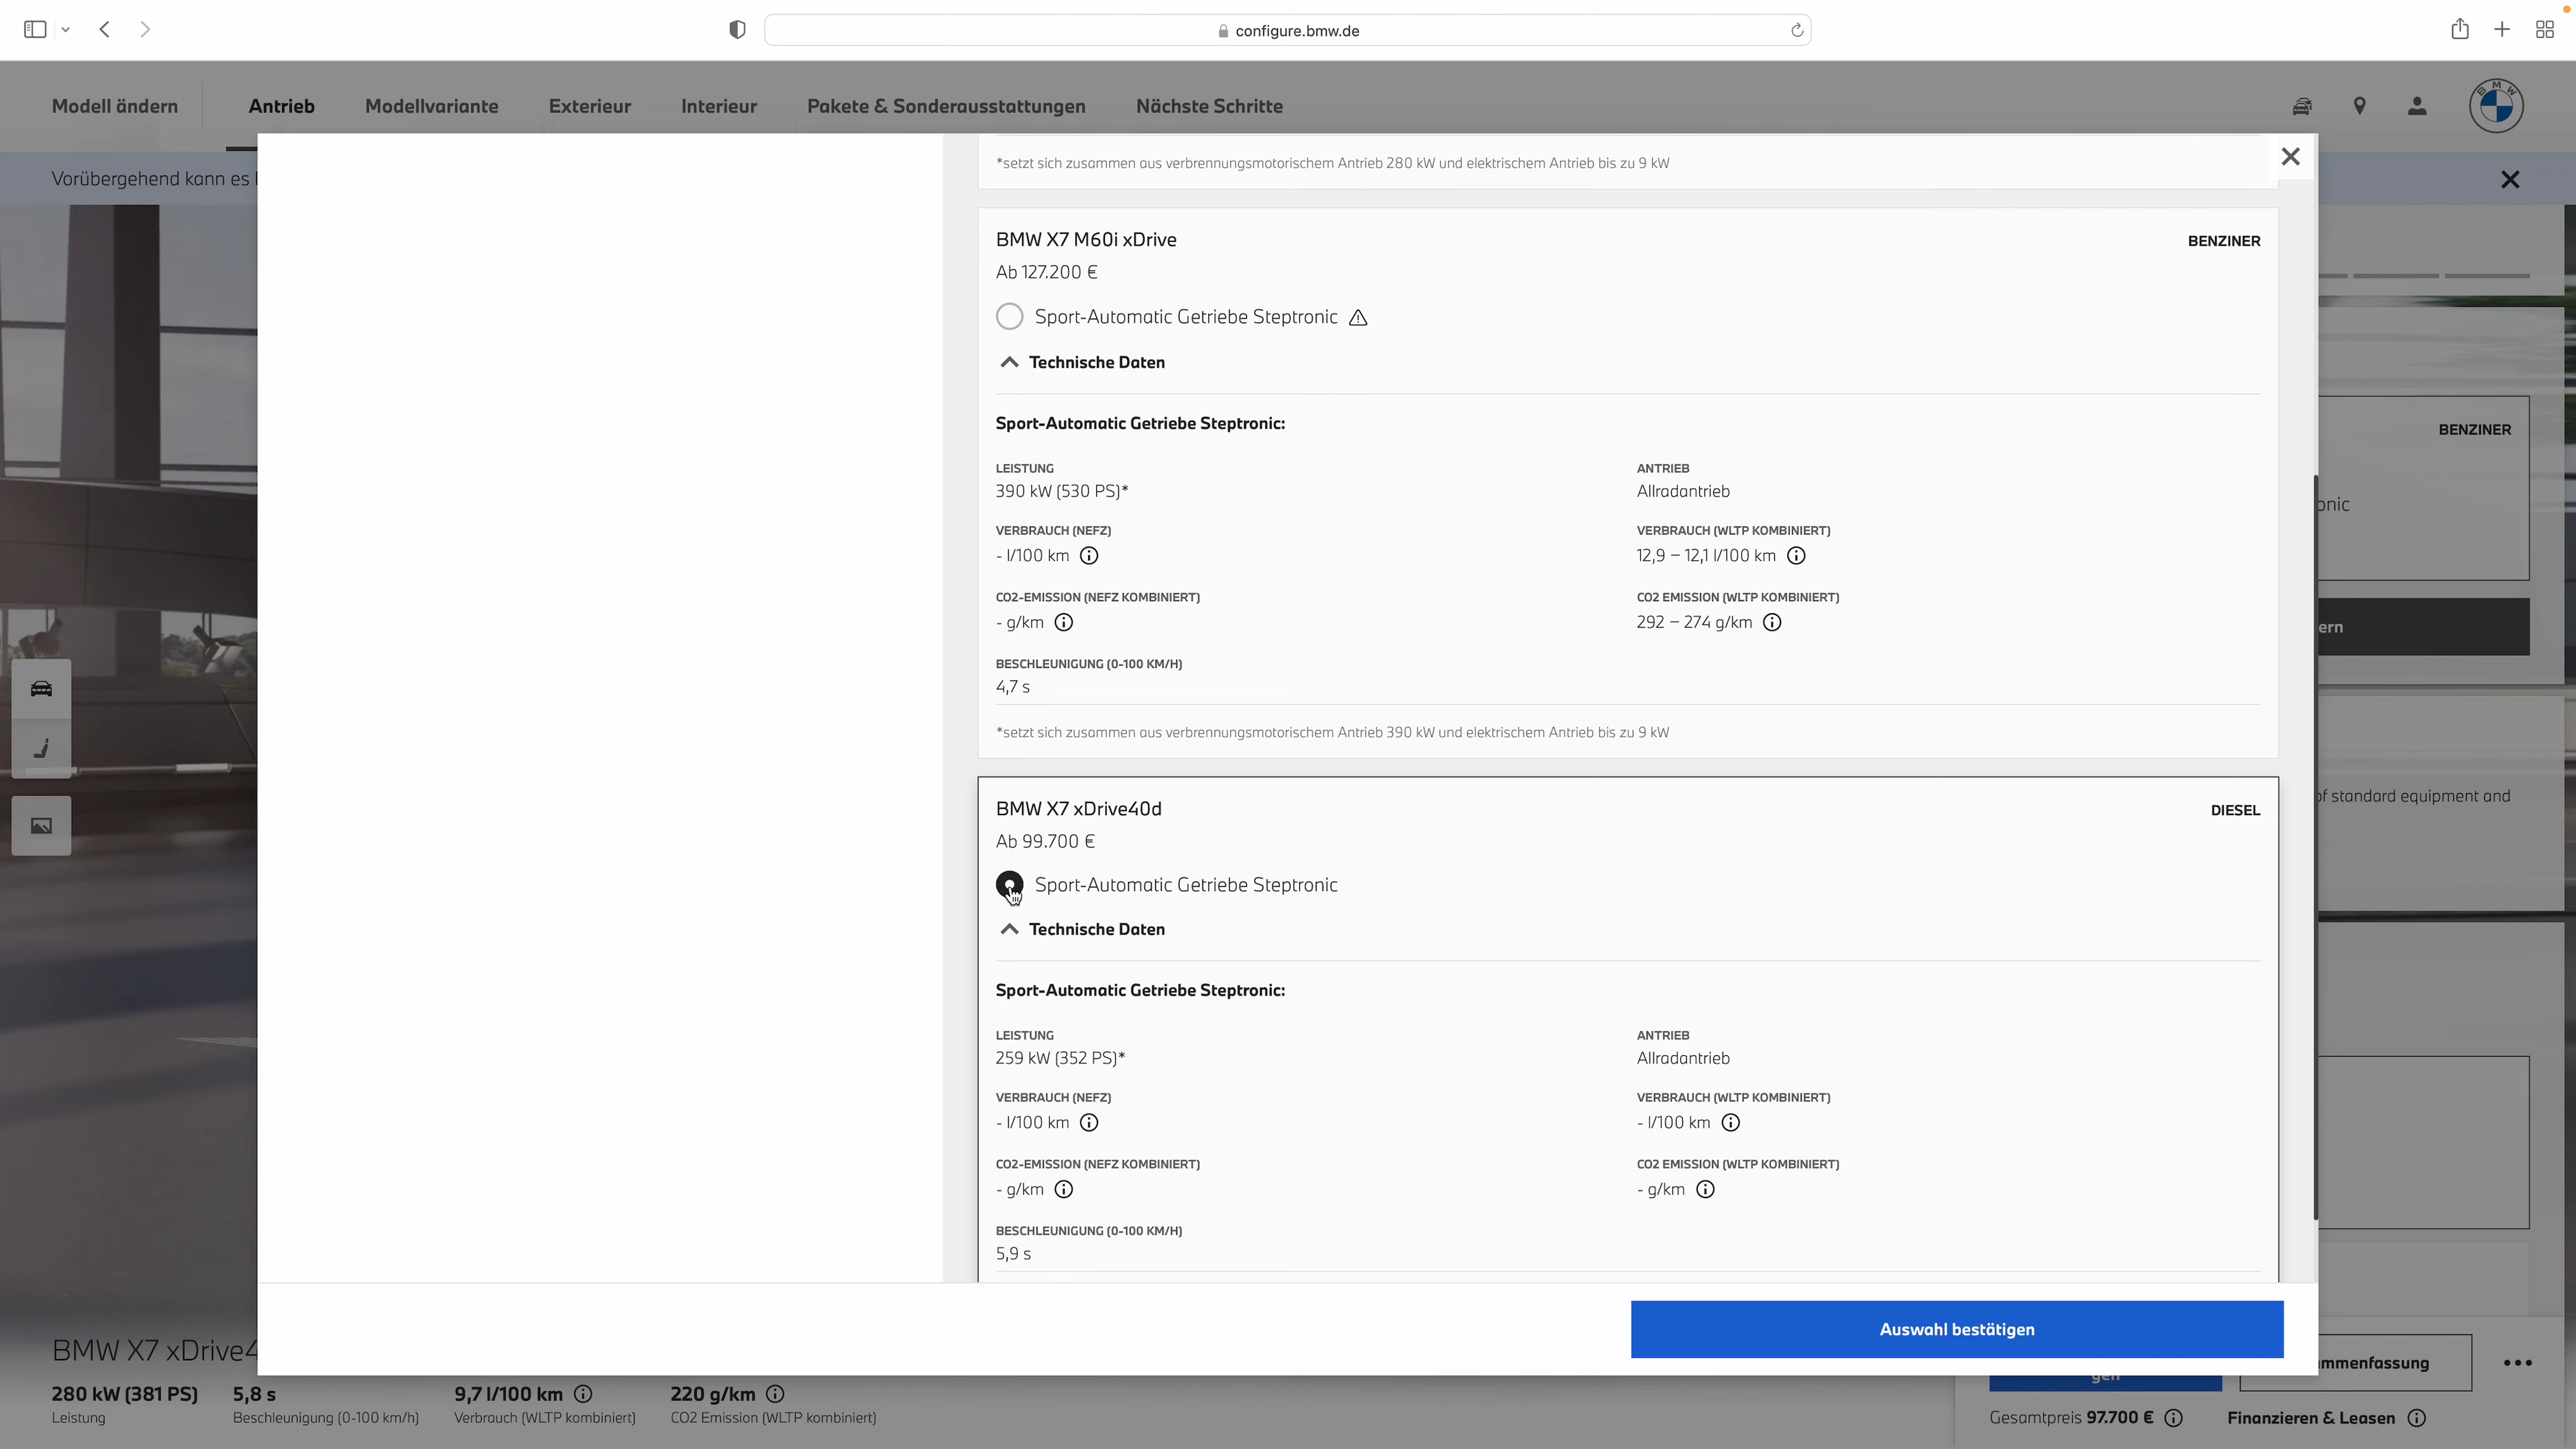 configure.bmw.de
Modell ändern
Antrieb
Modellvariante
Exterieur
Interieur
Pakete & Sonderausstattungen
Nächste Schritte
BMW
Vorübergehend kann es
*setzt sich zusammen aus verbrennungsmotorischem Antrieb 280 kW und elektrischem Antrieb bis zu 9 kW
BMW X7 M60i xDrive
BENZINER
Ab 127.200 €
Sport-Automatic Getriebe Steptronic
Technische Daten
Sport-Automatic Getriebe Steptronic:
LEISTUNG
390 kW (530 PS)*
ANTRIEB
Allradantrieb
VERBRAUCH (NEFZ)
- l/100 km
VERBRAUCH (WLTP KOMBINIERT)
12,9 – 12,1 l/100 km
CO2-EMISSION (NEFZ KOMBINIERT)
- g/km
CO2 EMISSION (WLTP KOMBINIERT)
292 – 274 g/km
BESCHLEUNIGUNG (0-100 KM/H)
4,7 s
*setzt sich zusammen aus verbrennungsmotorischem Antrieb 390 kW und elektrischem Antrieb bis zu 9 kW
BMW X7 xDrive40d
DIESEL
Ab 99.700 €
Sport-Automatic Getriebe Steptronic
Technische Daten
Sport-Automatic Getriebe Steptronic:
LEISTUNG
259 kW (352 PS)*
ANTRIEB
Allradantrieb
VERBRAUCH (NEFZ)
- l/100 km
VERBRAUCH (WLTP KOMBINIERT)
- l/100 km
CO2-EMISSION (NEFZ KOMBINIERT)
- g/km
CO2 EMISSION (WLTP KOMBINIERT)
- g/km
BESCHLEUNIGUNG (0-100 KM/H)
5,9 s
Auswahl bestätigen
BENZINER
onic
ern
of standard equipment and
BMW X7 xDrive4
280 kW (381 PS)
Leistung
5,8 s
Beschleunigung (0-100 km/h)
9,7 l/100 km
Verbrauch (WLTP kombiniert)
220 g/km
CO2 Emission (WLTP kombiniert)
gen
mmenfassung
Gesamtpreis 97.700 €
Finanzieren & Leasen